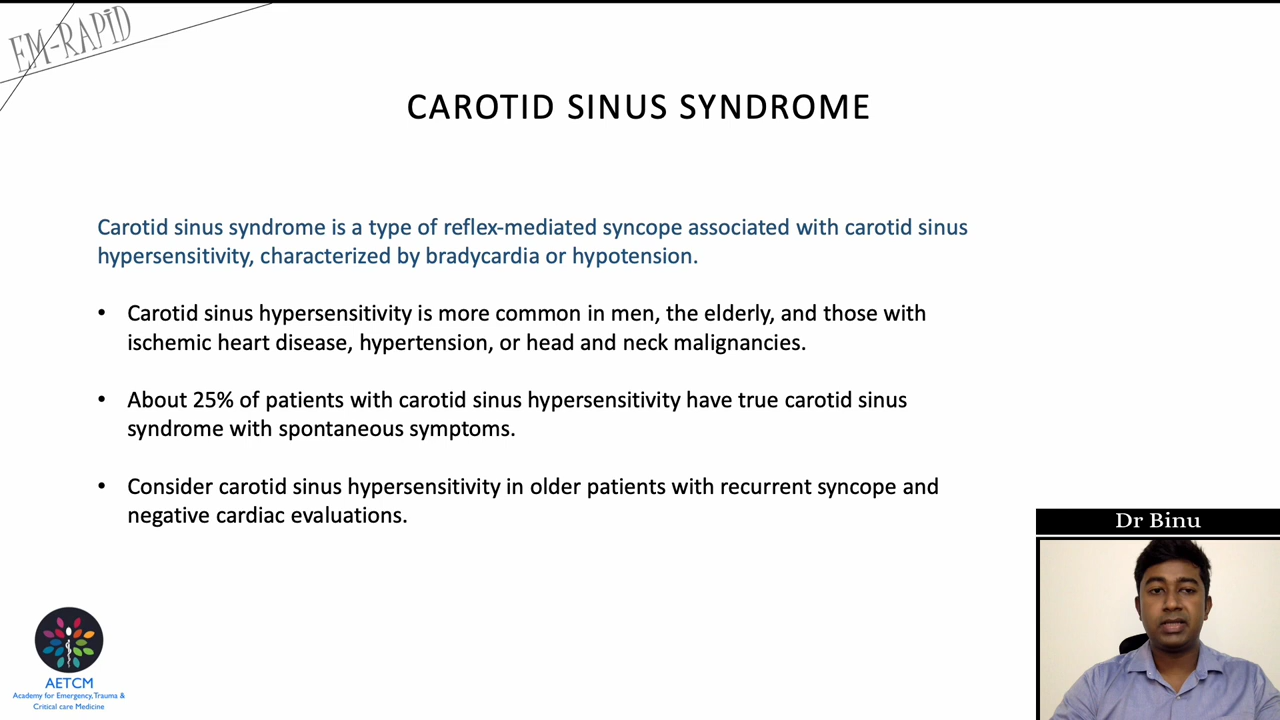 EM-RAPID
CAROTID SINUS SYNDROME
Carotid sinus syndrome is a type of reflex-mediated syncope associated with carotid sinus
hypersensitivity, characterized by bradycardia or hypotension.
• Carotid sinus hypersensitivity is more common in men, the elderly, and those with
ischemic heart disease, hypertension, or head and neck malignancies.
• About 25% of patients with carotid sinus hypersensitivity have true carotid sinus
syndrome with spontaneous symptoms.
• Consider carotid sinus hypersensitivity in older patients with recurrent syncope and
negative cardiac evaluations.
Dr Binu
AETCM
Academy for Emergency, Trauma &
Critical care Medicine